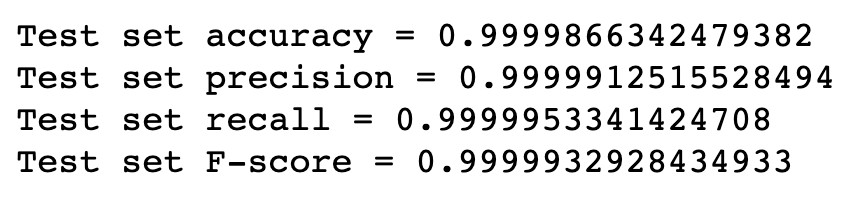 Test set accuracy = 0.9999866342479382
Test set precision = 0.9999912515528494
Test set recall = 0.9999953341424708
Test set F-score = 0.9999932928434933